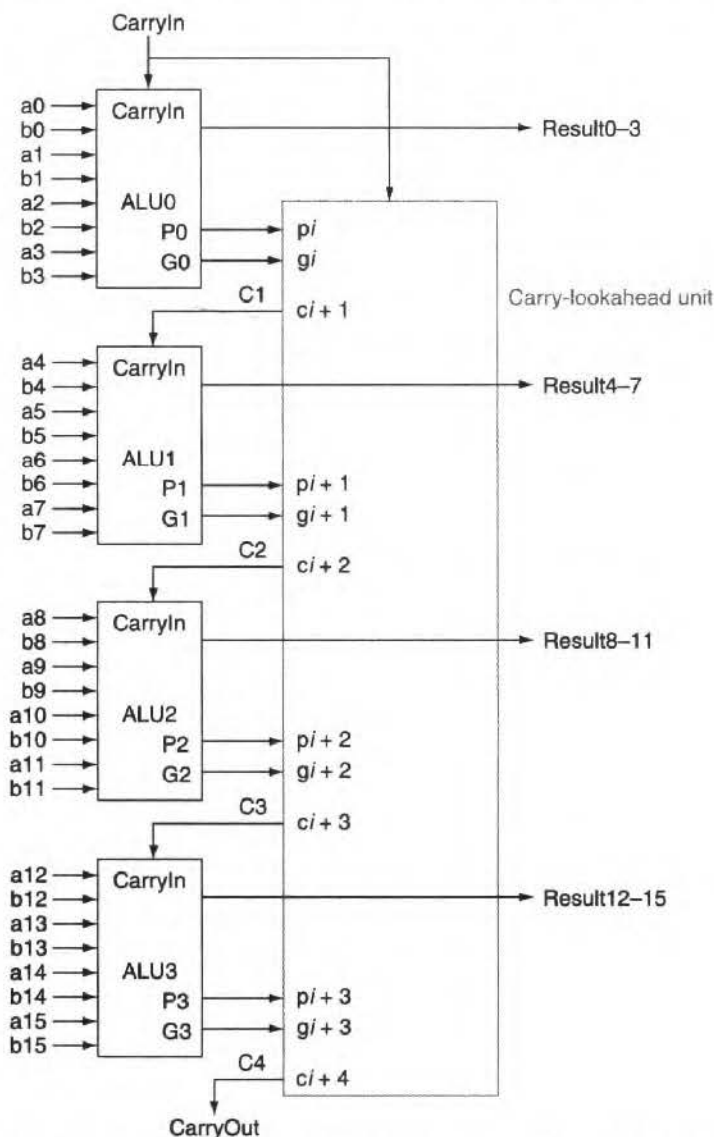 CarryIn
a0
b0
a1
b1
a2
b2
a3
b3
CarryIn
ALU0
P0
G0
pi
gi
Result0–3
C1
ci + 1
Carry-lookahead unit
a4
b4
a5
b5
a6
b6
a7
b7
CarryIn
ALU1
P1
G1
pi + 1
gi + 1
Result4–7
C2
ci + 2
a8
b8
a9
b9
a10
b10
a11
b11
CarryIn
ALU2
P2
G2
pi + 2
gi + 2
Result8–11
C3
ci + 3
a12
b12
a13
b13
a14
b14
a15
b15
CarryIn
ALU3
P3
G3
pi + 3
gi + 3
Result12–15
C4
ci + 4
CarryOut